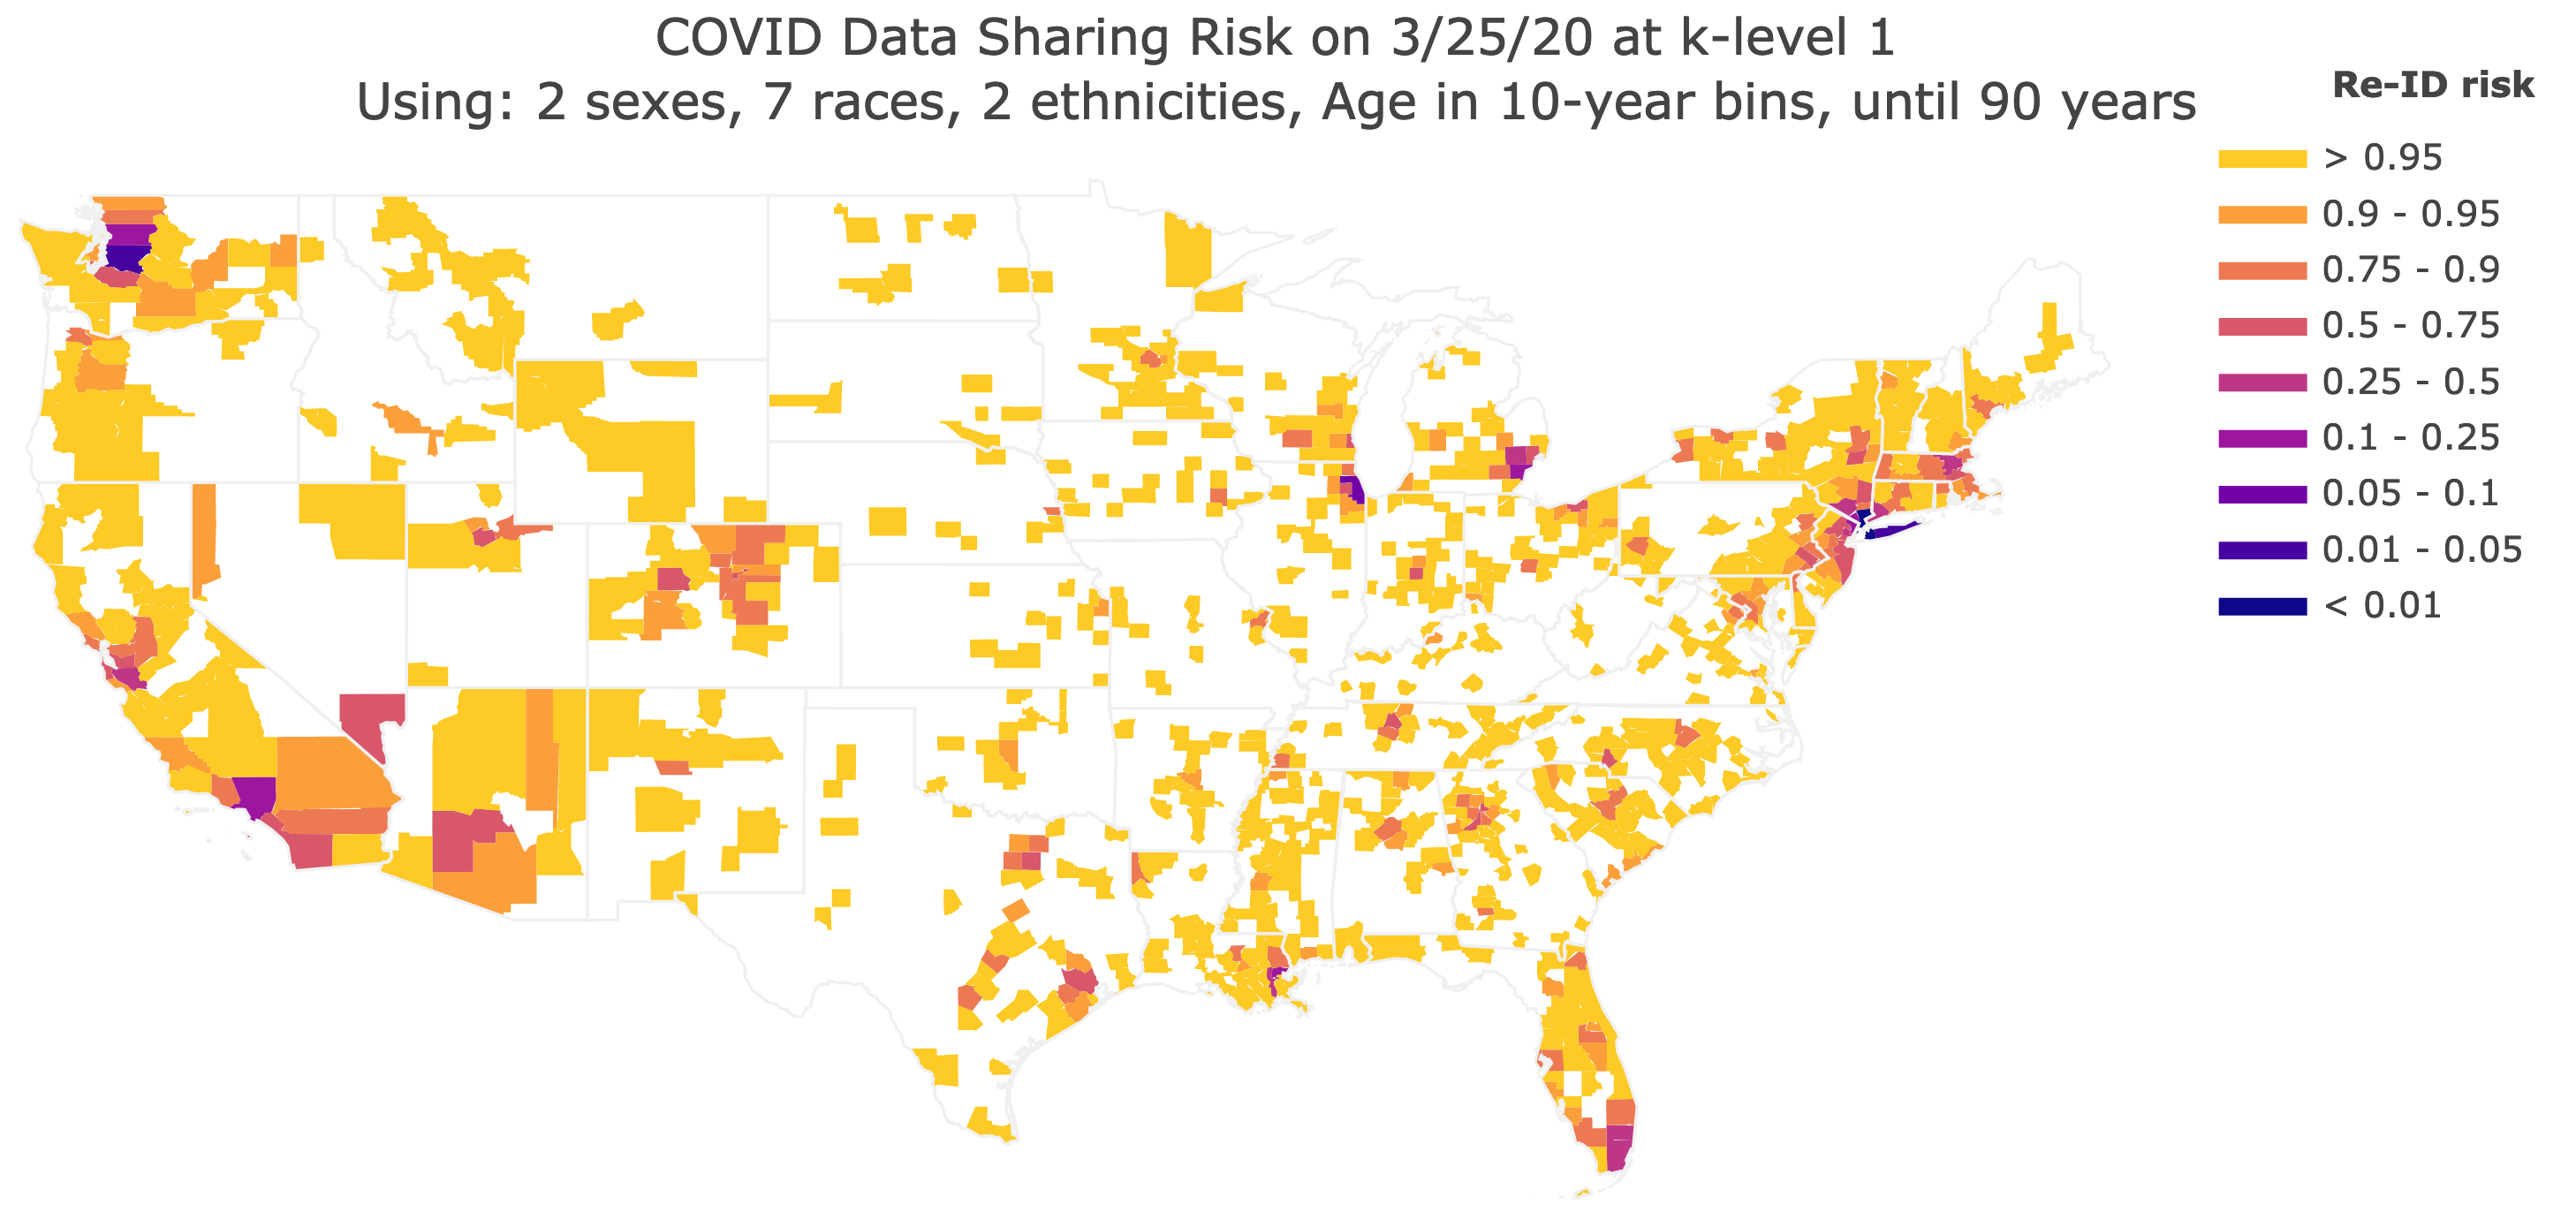 COVID Data Sharing Risk on 3/25/20 at k-level 1
Using: 2 sexes, 7 races, 2 ethnicities, Age in 10-year bins, until 90 years
Re-ID risk
> 0.95
0.9 - 0.95
0.75 - 0.9
0.5 - 0.75
0.25 - 0.5
0.1 - 0.25
0.05 - 0.1
0.01 - 0.05
< 0.01